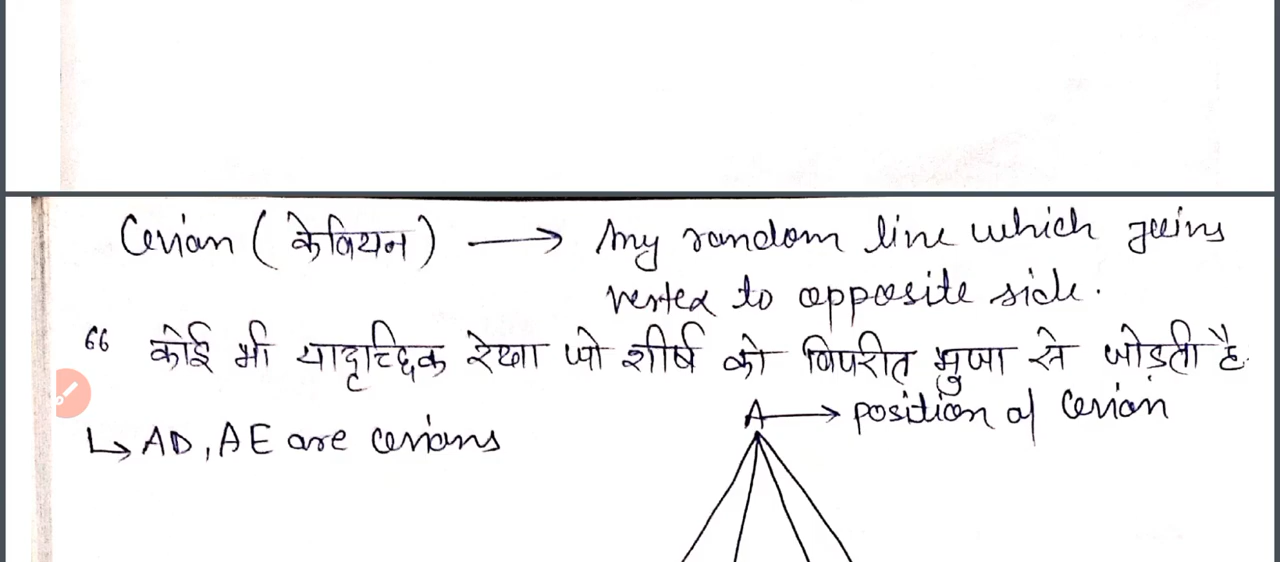 Cevian (केवियन) → Any random line which joins
vertex to opposite side.
66 कोई भी यादृच्छिक रेखा जो शीर्ष को विपरीत भुजा से जोड़ती है.
↳ AD, AE are cevians
A → position of Cevian